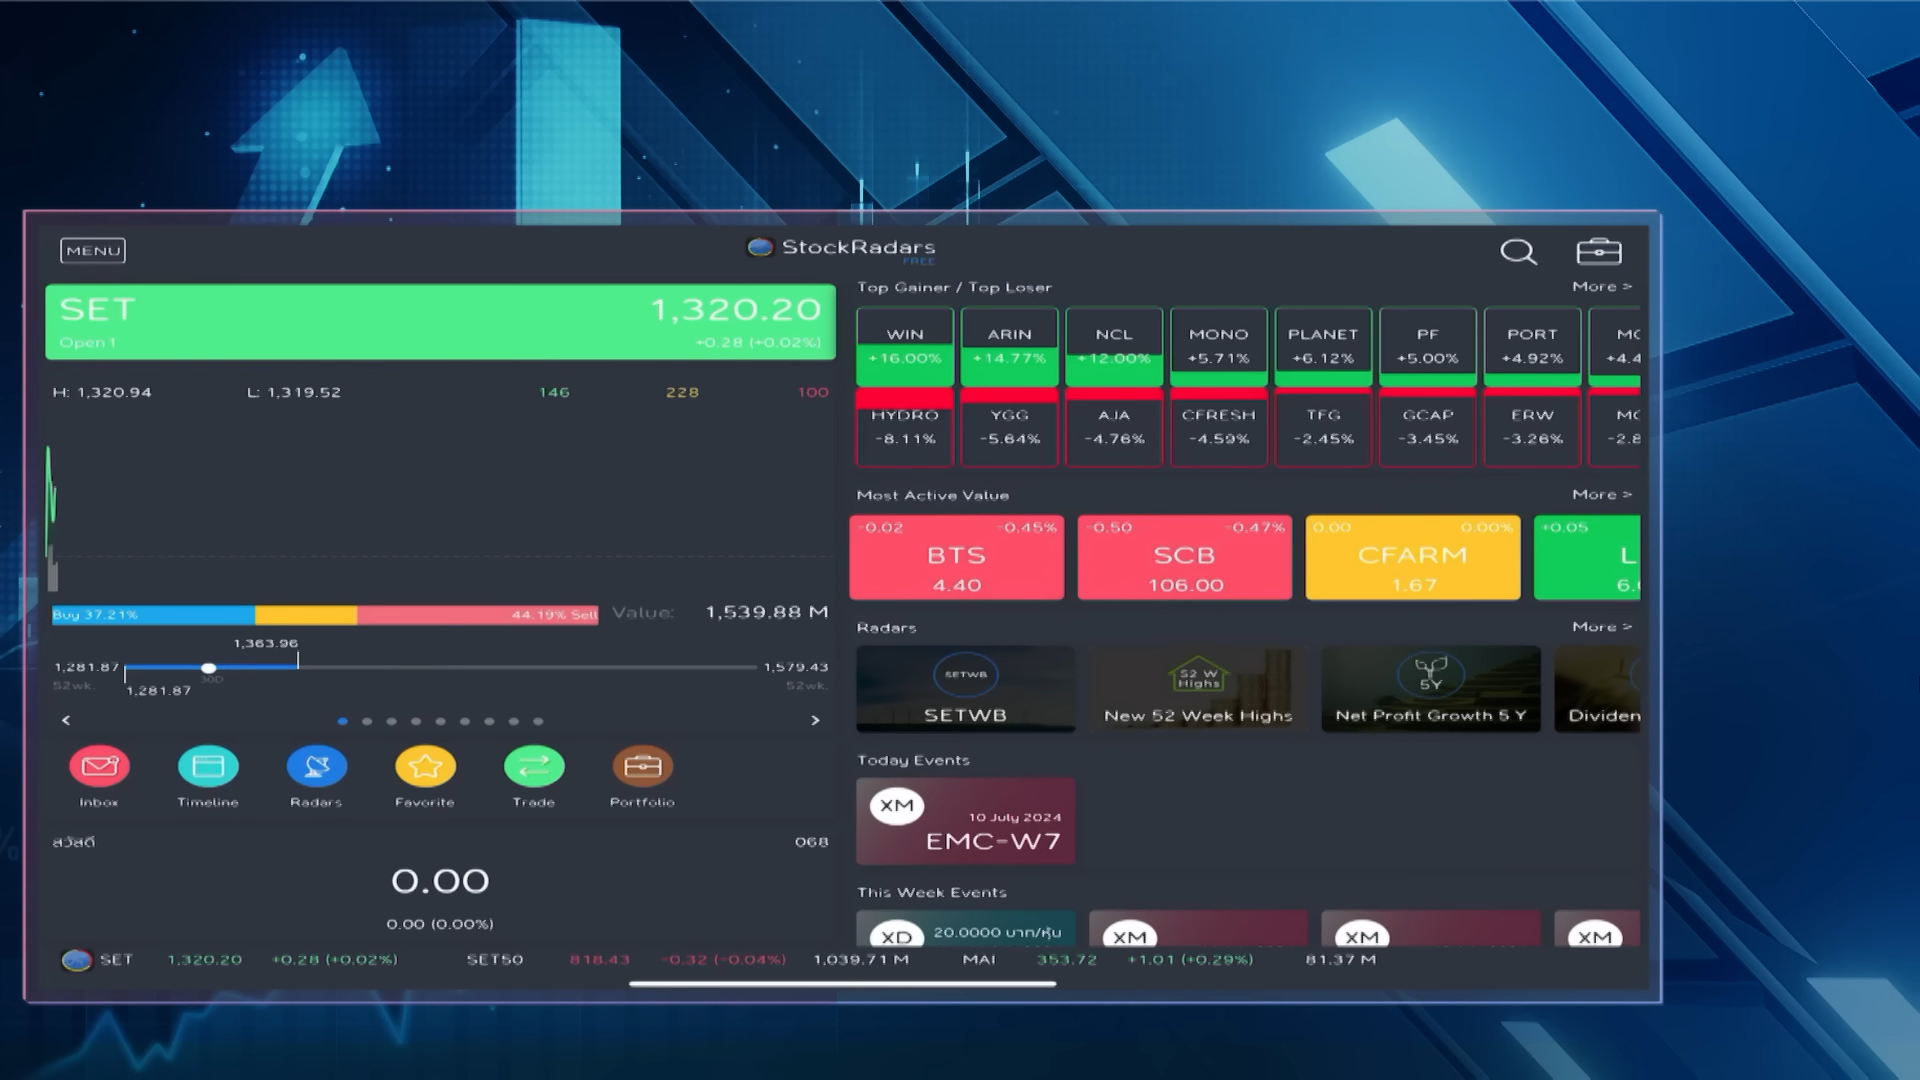 MENU
StockRadars
FREE
SET 1,320.20
Open1 +0.28 (+0.02%)
H: 1,320.94 L: 1,319.52 146 228 100
Buy 37.21% 44.19% Sell Value: 1,539.88 M
1,363.96
1,281.87 1,579.43
52wk. 30D 52wk.
1,281.87
< >
Inbox Timeline Radars Favorite Trade Portfolio
สวัสดี 068
0.00
0.00 (0.00%)
Top Gainer / Top Loser More >
WIN ARIN NCL MONO PLANET PF PORT MC
+16.00% +14.77% +12.00% +5.71% +6.12% +5.00% +4.92% +4.4
HYDRO YGG AJA CFRESH TFG GCAP ERW MC
-8.11% -5.64% -4.76% -4.59% -2.45% -3.45% -3.26% -2.8
Most Active Value More >
-0.02 -0.45% -0.50 -0.47% 0.00 0.00% +0.05
BTS SCB CFARM L
4.40 106.00 1.67 6.
Radars More >
SETWB 52 W Highs 5Y
SETWB New 52 Week Highs Net Profit Growth 5 Y Dividen
Today Events
XM 10 July 2024
EMC-W7
This Week Events
XD 20.0000 บาท/หุ้น XM XM XM
SET 1,320.20 +0.28 (+0.02%) SET50 818.43 -0.32 (-0.04%) 1,039.71 M MAI 353.72 +1.01 (+0.29%) 81.37 M